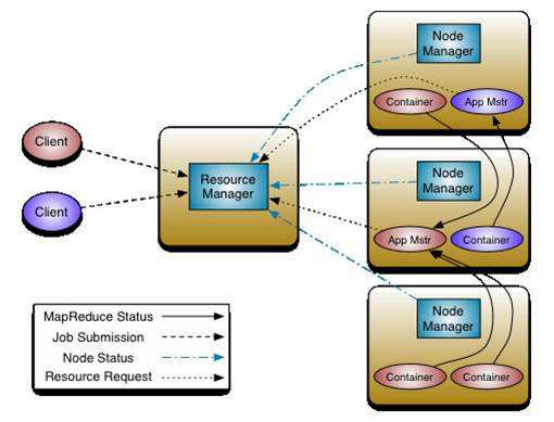 Node
Manager
Container
App Mstr
Client
Resource
Manager
Node
Manager
Client
App Mstr
Container
MapReduce Status
Job Submission
Node Status
Resource Request
Node
Manager
Container
Container